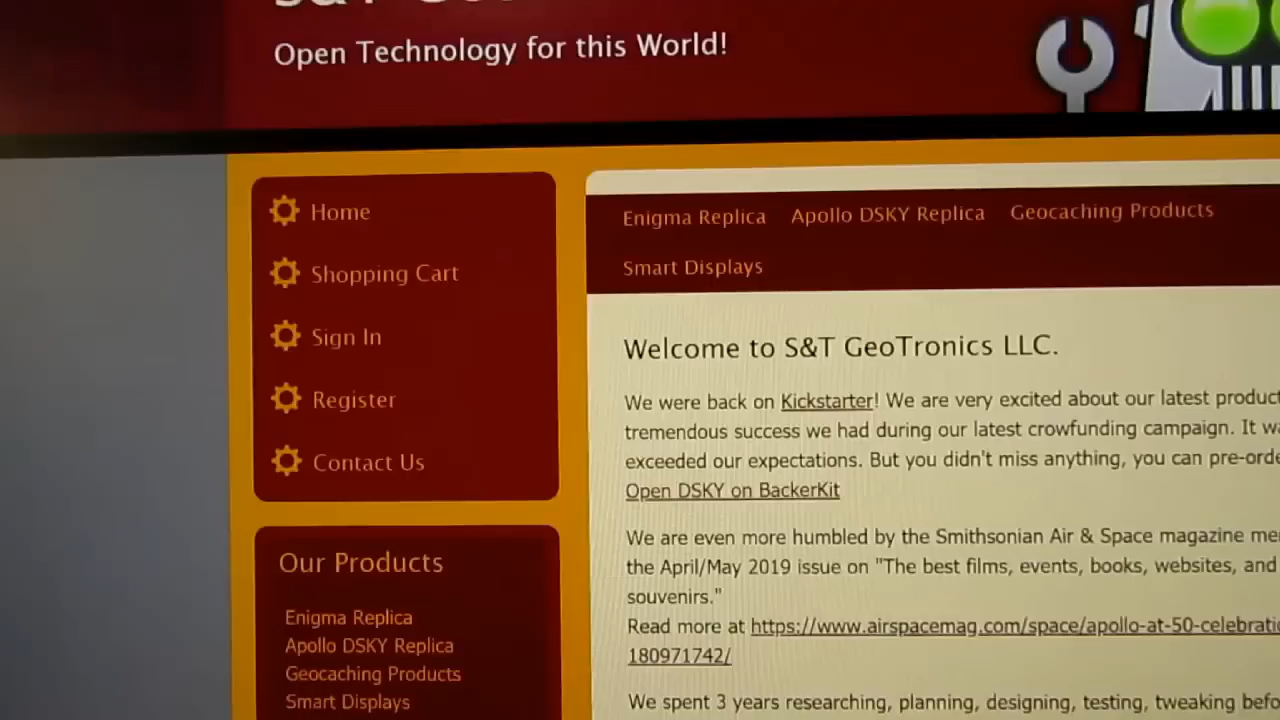 Open Technology for this World!
Home
Shopping Cart
Sign In
Register
Contact Us
Our Products
Enigma Replica
Apollo DSKY Replica
Geocaching Products
Smart Displays
Enigma Replica Apollo DSKY Replica Geocaching Products
Smart Displays
Welcome to S&T GeoTronics LLC.
We were back on Kickstarter! We are very excited about our latest product
tremendous success we had during our latest crowfunding campaign. It
exceeded our expectations. But you didn't miss anything, you can
Open DSKY on BackerKit
We are even more humbled by the Smithsonian Air & Space magazine
the April/May 2019 issue on "The best films, events, books, websites, and
souvenirs."
Read more at https://www.airspacemag.com/space/apollo-at-50-celebrati
180971742/
We spent 3 years researching, planning, designing, testing, tweaking